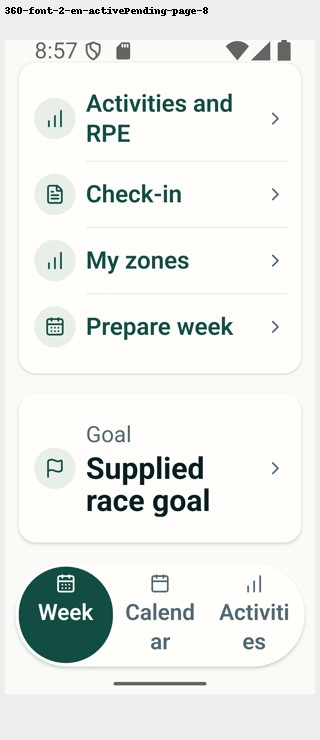 360-font-2-en-activePending-page-8
8:57
Activities and
RPE
Check-in
My zones
Prepare week
Goal
Supplied
race goal
Week
Calend
ar
Activiti
es